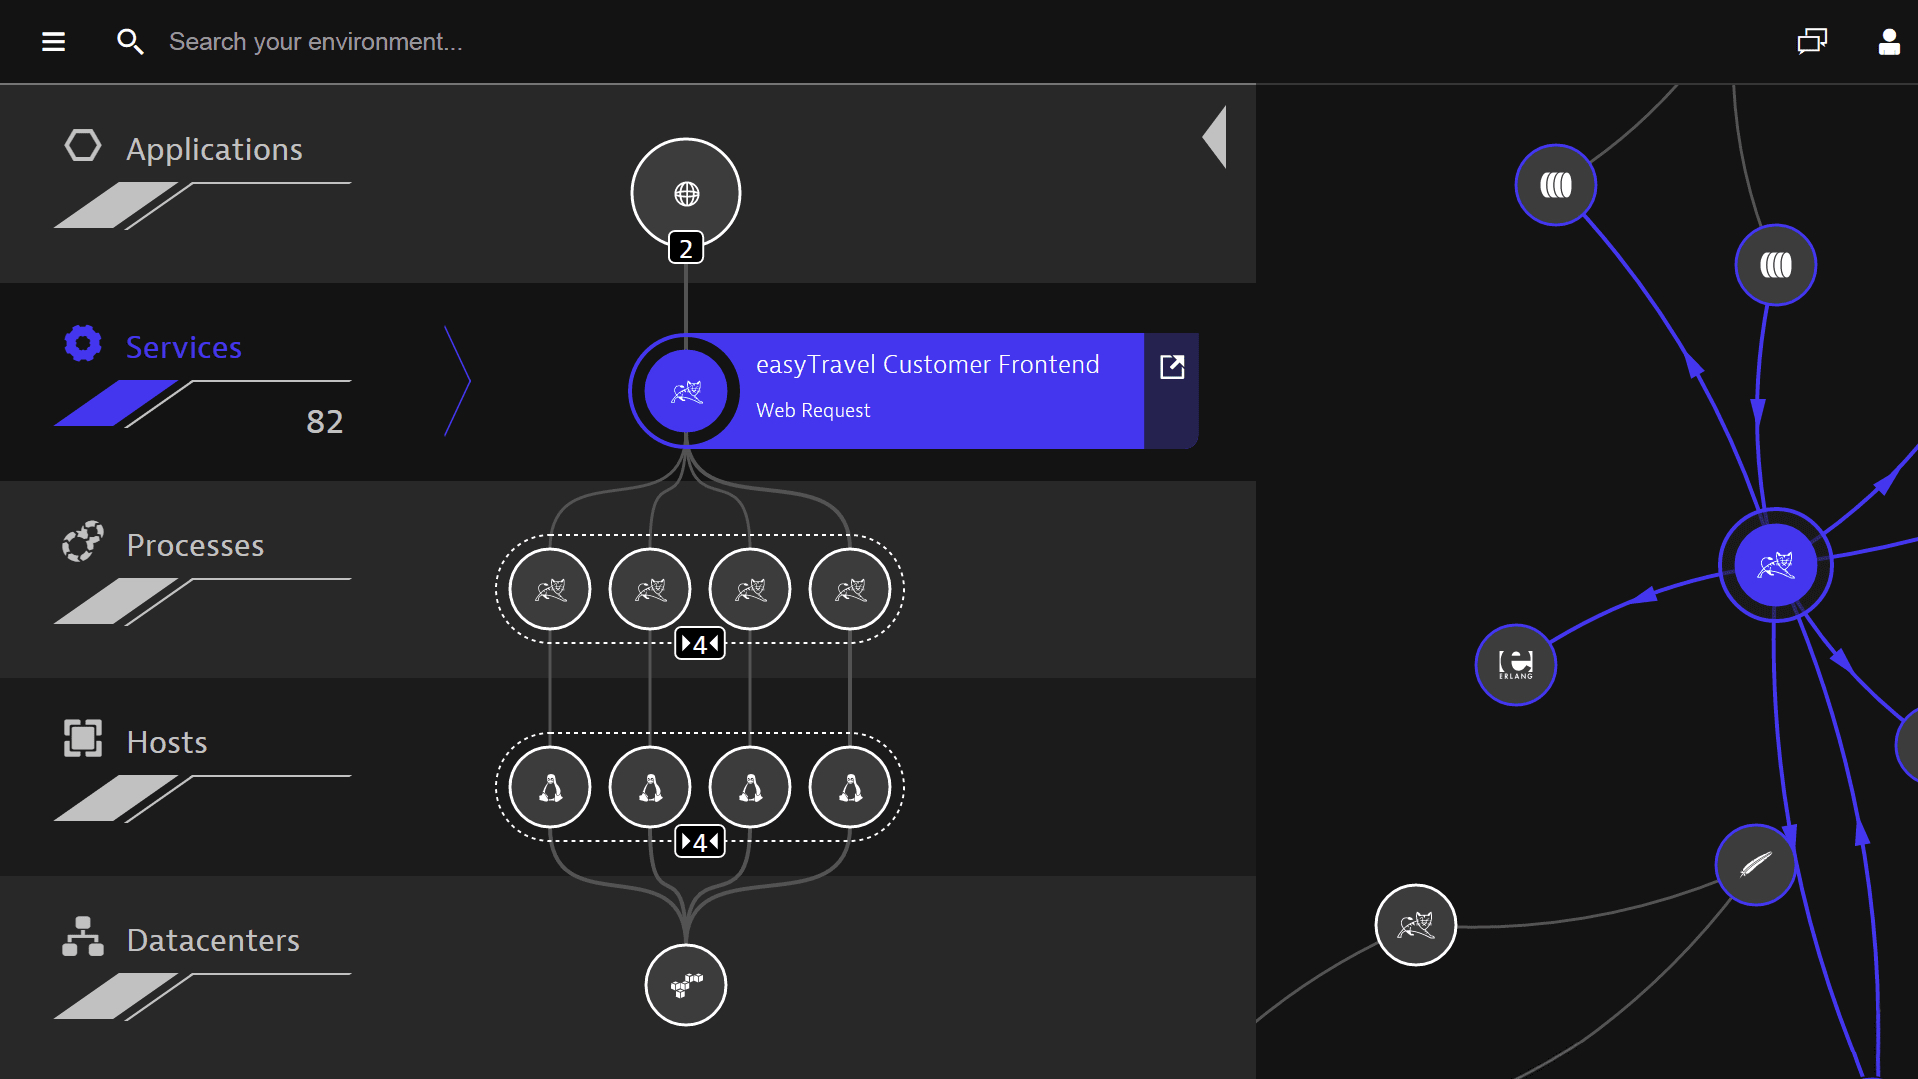 Search your environment...
Applications
2
Services
82
easyTravel Customer Frontend
Web Request
Processes
4
ERLANG
Hosts
4
Datacenters